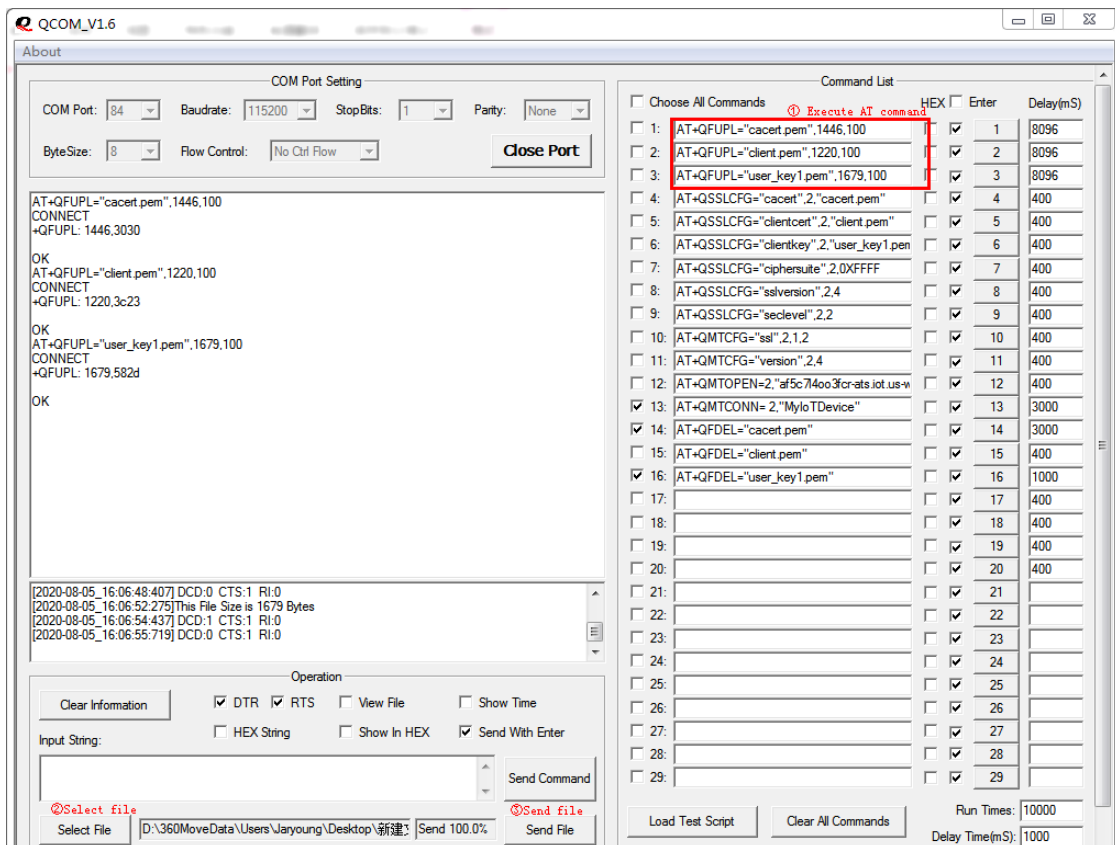 QCOM_V1.6
About
COM Port Setting
COM Port: 84 Baudrate: 115200 StopBits: 1 Parity: None
ByteSize: 8 Flow Control: No Ctrl Flow Close Port
AT+QFUPL="cacert.pem",1446,100
CONNECT
+QFUPL: 1446,3030
OK
AT+QFUPL="client.pem",1220,100
CONNECT
+QFUPL: 1220,3c23
OK
AT+QFUPL="user_key1.pem",1679,100
CONNECT
+QFUPL: 1679,582d
OK
[2020-08-05_16:06:48:407] DCD:0 CTS:1 RI:0
[2020-08-05_16:06:52:275]This File Size is 1679 Bytes
[2020-08-05_16:06:54:437] DCD:1 CTS:1 RI:0
[2020-08-05_16:06:55:719] DCD:0 CTS:1 RI:0
Operation
Clear Information DTR RTS View File Show Time
HEX String Show In HEX Send With Enter
Input String:
Send Command
②Select file ③Send file
Select File D:\360MoveData\Users\Jaryoung\Desktop\新建 Send 100.0% Send File
Command List
Choose All Commands HEX Enter Delay(mS)
① Execute AT command
1: AT+QFUPL="cacert.pem",1446,100 1 8096
2: AT+QFUPL="client.pem",1220,100 2 8096
3: AT+QFUPL="user_key1.pem",1679,100 3 8096
4: AT+QSSLCFG="cacert",2,"cacert.pem" 4 400
5: AT+QSSLCFG="clientcert",2,"client.pem" 5 400
6: AT+QSSLCFG="clientkey",2,"user_key1.pen 6 400
7: AT+QSSLCFG="ciphersuite",2,0XFFFF 7 400
8: AT+QSSLCFG="sslversion",2,4 8 400
9: AT+QSSLCFG="seclevel",2,2 9 400
10: AT+QMTCFG="ssl",2,1,2 10 400
11: AT+QMTCFG="version",2,4 11 400
12: AT+QMTOPEN=2,"af5c7l4oo3fcr-ats.iot.us-w 12 400
13: AT+QMTCONN= 2,"MyIoTDevice" 13 3000
14: AT+QFDEL="cacert.pem" 14 3000
15: AT+QFDEL="client.pem" 15 400
16: AT+QFDEL="user_key1.pem" 16 1000
17: 17 400
18: 18 400
19: 19 400
20: 20 400
21: 21
22: 22
23: 23
24: 24
25: 25
26: 26
27: 27
28: 28
29: 29
Load Test Script Clear All Commands Run Times: 10000
Delay Time(mS): 1000